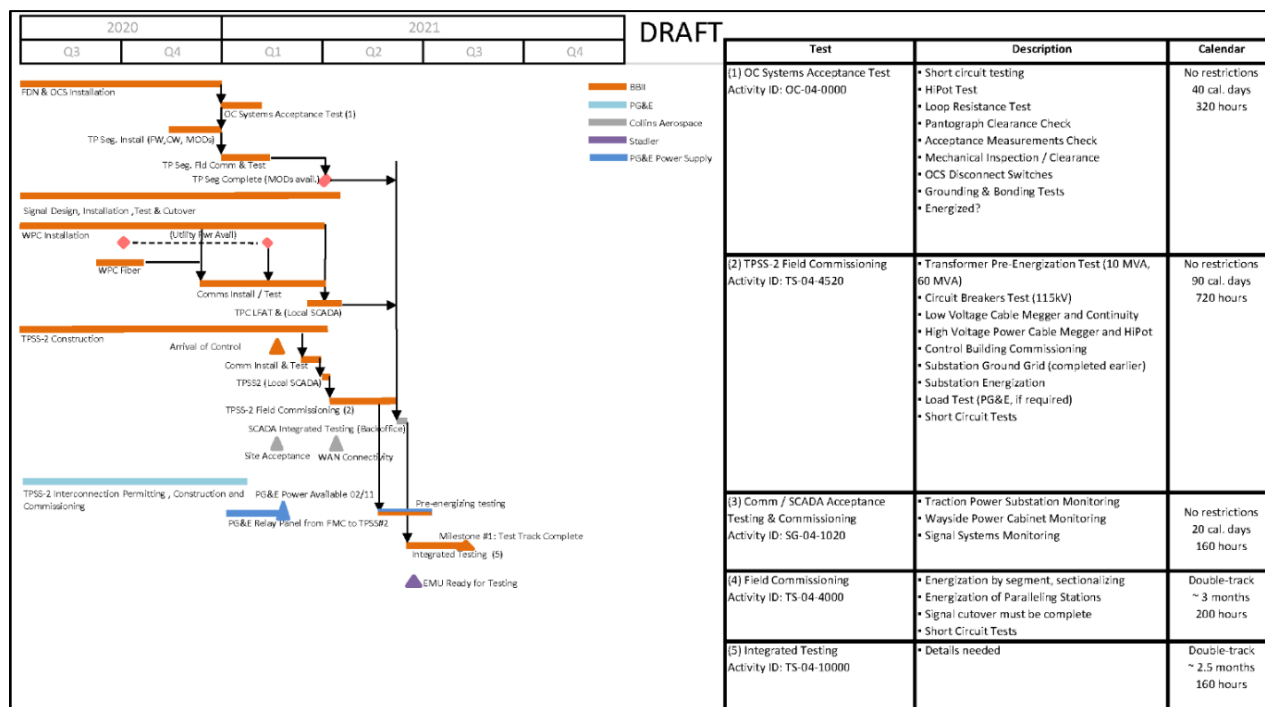 2020
2021
DRAFT
Q3
Q4
Q1
Q2
Q3
Q4
FDN & OCS Installation
OC Systems Acceptance Test (1)
TP Seg. Install (FW,CW, MODs)
TP Seg. Fld Comm & Test
TP Seg Complete (MODs avail.)
Signal Design, Installation ,Test & Cutover
WPC Installation
(Utility Pwr Avail)
WPC Fiber
Comms Install / Test
TPC LFAT & (Local SCADA)
TPSS-2 Construction
Arrival of Control
Comm Install & Test
TPSS2 (Local SCADA)
TPSS-2 Field Commissioning (2)
SCADA Integrated Testing (Backoffice)
Site Acceptance
WAN Connectivity
TPSS-2 Interconnection Permitting , Construction and
Commissioning
PG&E Power Available 02/11
PG&E Relay Panel from FMC to TPSS#2
Pre-energizing testing
Milestone #1: Test Track Complete
Integrated Testing (5)
EMU Ready for Testing
BBII
PG&E
Collins Aerospace
Stadler
PG&E Power Supply
Test
Description
Calendar
(1) OC Systems Acceptance Test
Activity ID: OC-04-0000
▪ Short circuit testing
▪ HiPot Test
▪ Loop Resistance Test
▪ Pantograph Clearance Check
▪ Acceptance Measurements Check
▪ Mechanical Inspection / Clearance
▪ OCS Disconnect Switches
▪ Grounding & Bonding Tests
▪ Energized?
No restrictions
40 cal. days
320 hours
(2) TPSS-2 Field Commissioning
Activity ID: TS-04-4520
▪ Transformer Pre-Energization Test (10 MVA,
60 MVA)
▪ Circuit Breakers Test (115kV)
▪ Low Voltage Cable Megger and Continuity
▪ High Voltage Power Cable Megger and HiPot
▪ Control Building Commissioning
▪ Substation Ground Grid (completed earlier)
▪ Substation Energization
▪ Load Test (PG&E, if required)
▪ Short Circuit Tests
No restrictions
90 cal. days
720 hours
(3) Comm / SCADA Acceptance
Testing & Commissioning
Activity ID: SG-04-1020
▪ Traction Power Substation Monitoring
▪ Wayside Power Cabinet Monitoring
▪ Signal Systems Monitoring
No restrictions
20 cal. days
160 hours
(4) Field Commissioning
Activity ID: TS-04-4000
▪ Energization by segment, sectionalizing
▪ Energization of Paralleling Stations
▪ Signal cutover must be complete
▪ Short Circuit Tests
Double-track
~ 3 months
200 hours
(5) Integrated Testing
Activity ID: TS-04-10000
▪ Details needed
Double-track
~ 2.5 months
160 hours